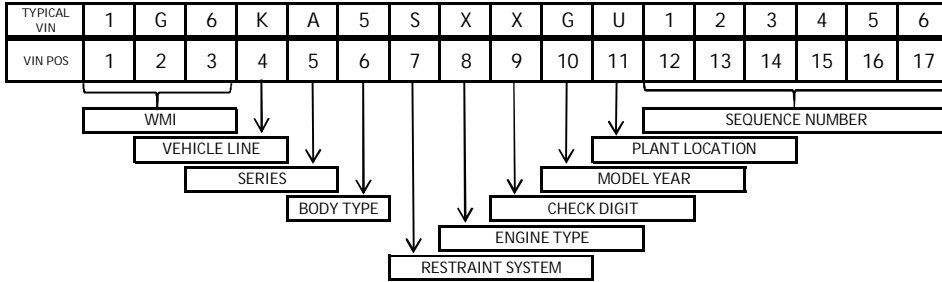 TYPICAL VIN 1 G 6 K A 5 S X X G U 1 2 3 4 5 6
VIN POS 1 2 3 4 5 6 7 8 9 10 11 12 13 14 15 16 17
WMI SEQUENCE NUMBER
VEHICLE LINE PLANT LOCATION
SERIES MODEL YEAR
BODY TYPE CHECK DIGIT
ENGINE TYPE
RESTRAINT SYSTEM